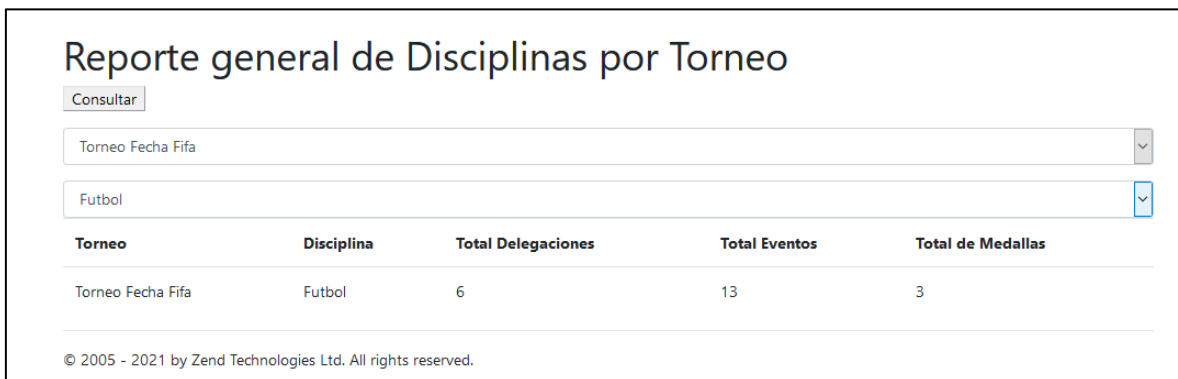 Reporte general de Disciplinas por Torneo
Consultar
Torneo Fecha Fifa
Futbol
Torneo Disciplina Total Delegaciones Total Eventos Total de Medallas
Torneo Fecha Fifa Futbol 6 13 3
© 2005 - 2021 by Zend Technologies Ltd. All rights reserved.